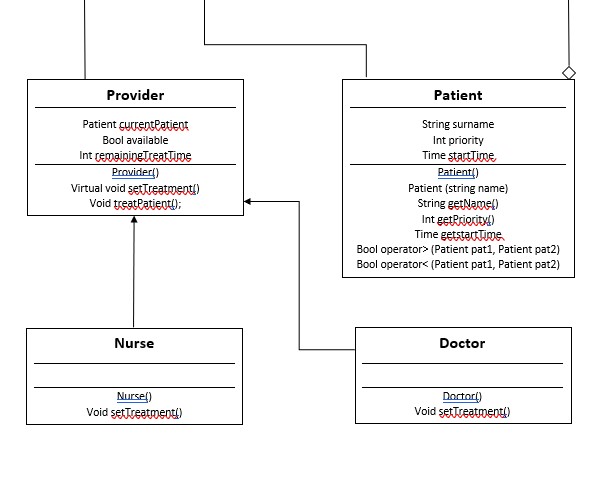 Provider
Patient currentPatient
Bool available
Int remainingTreatTime
Provider()
Virtual void setTreatment()
Void treatPatient();
Patient
String surname
Int priority
Time startTime
Patient()
Patient (string name)
String getName()
Int getPriority()
Time getstartTime
Bool operator> (Patient pat1, Patient pat2)
Bool operator< (Patient pat1, Patient pat2)
Nurse
Nurse()
Void setTreatment()
Doctor
Doctor()
Void setTreatment()